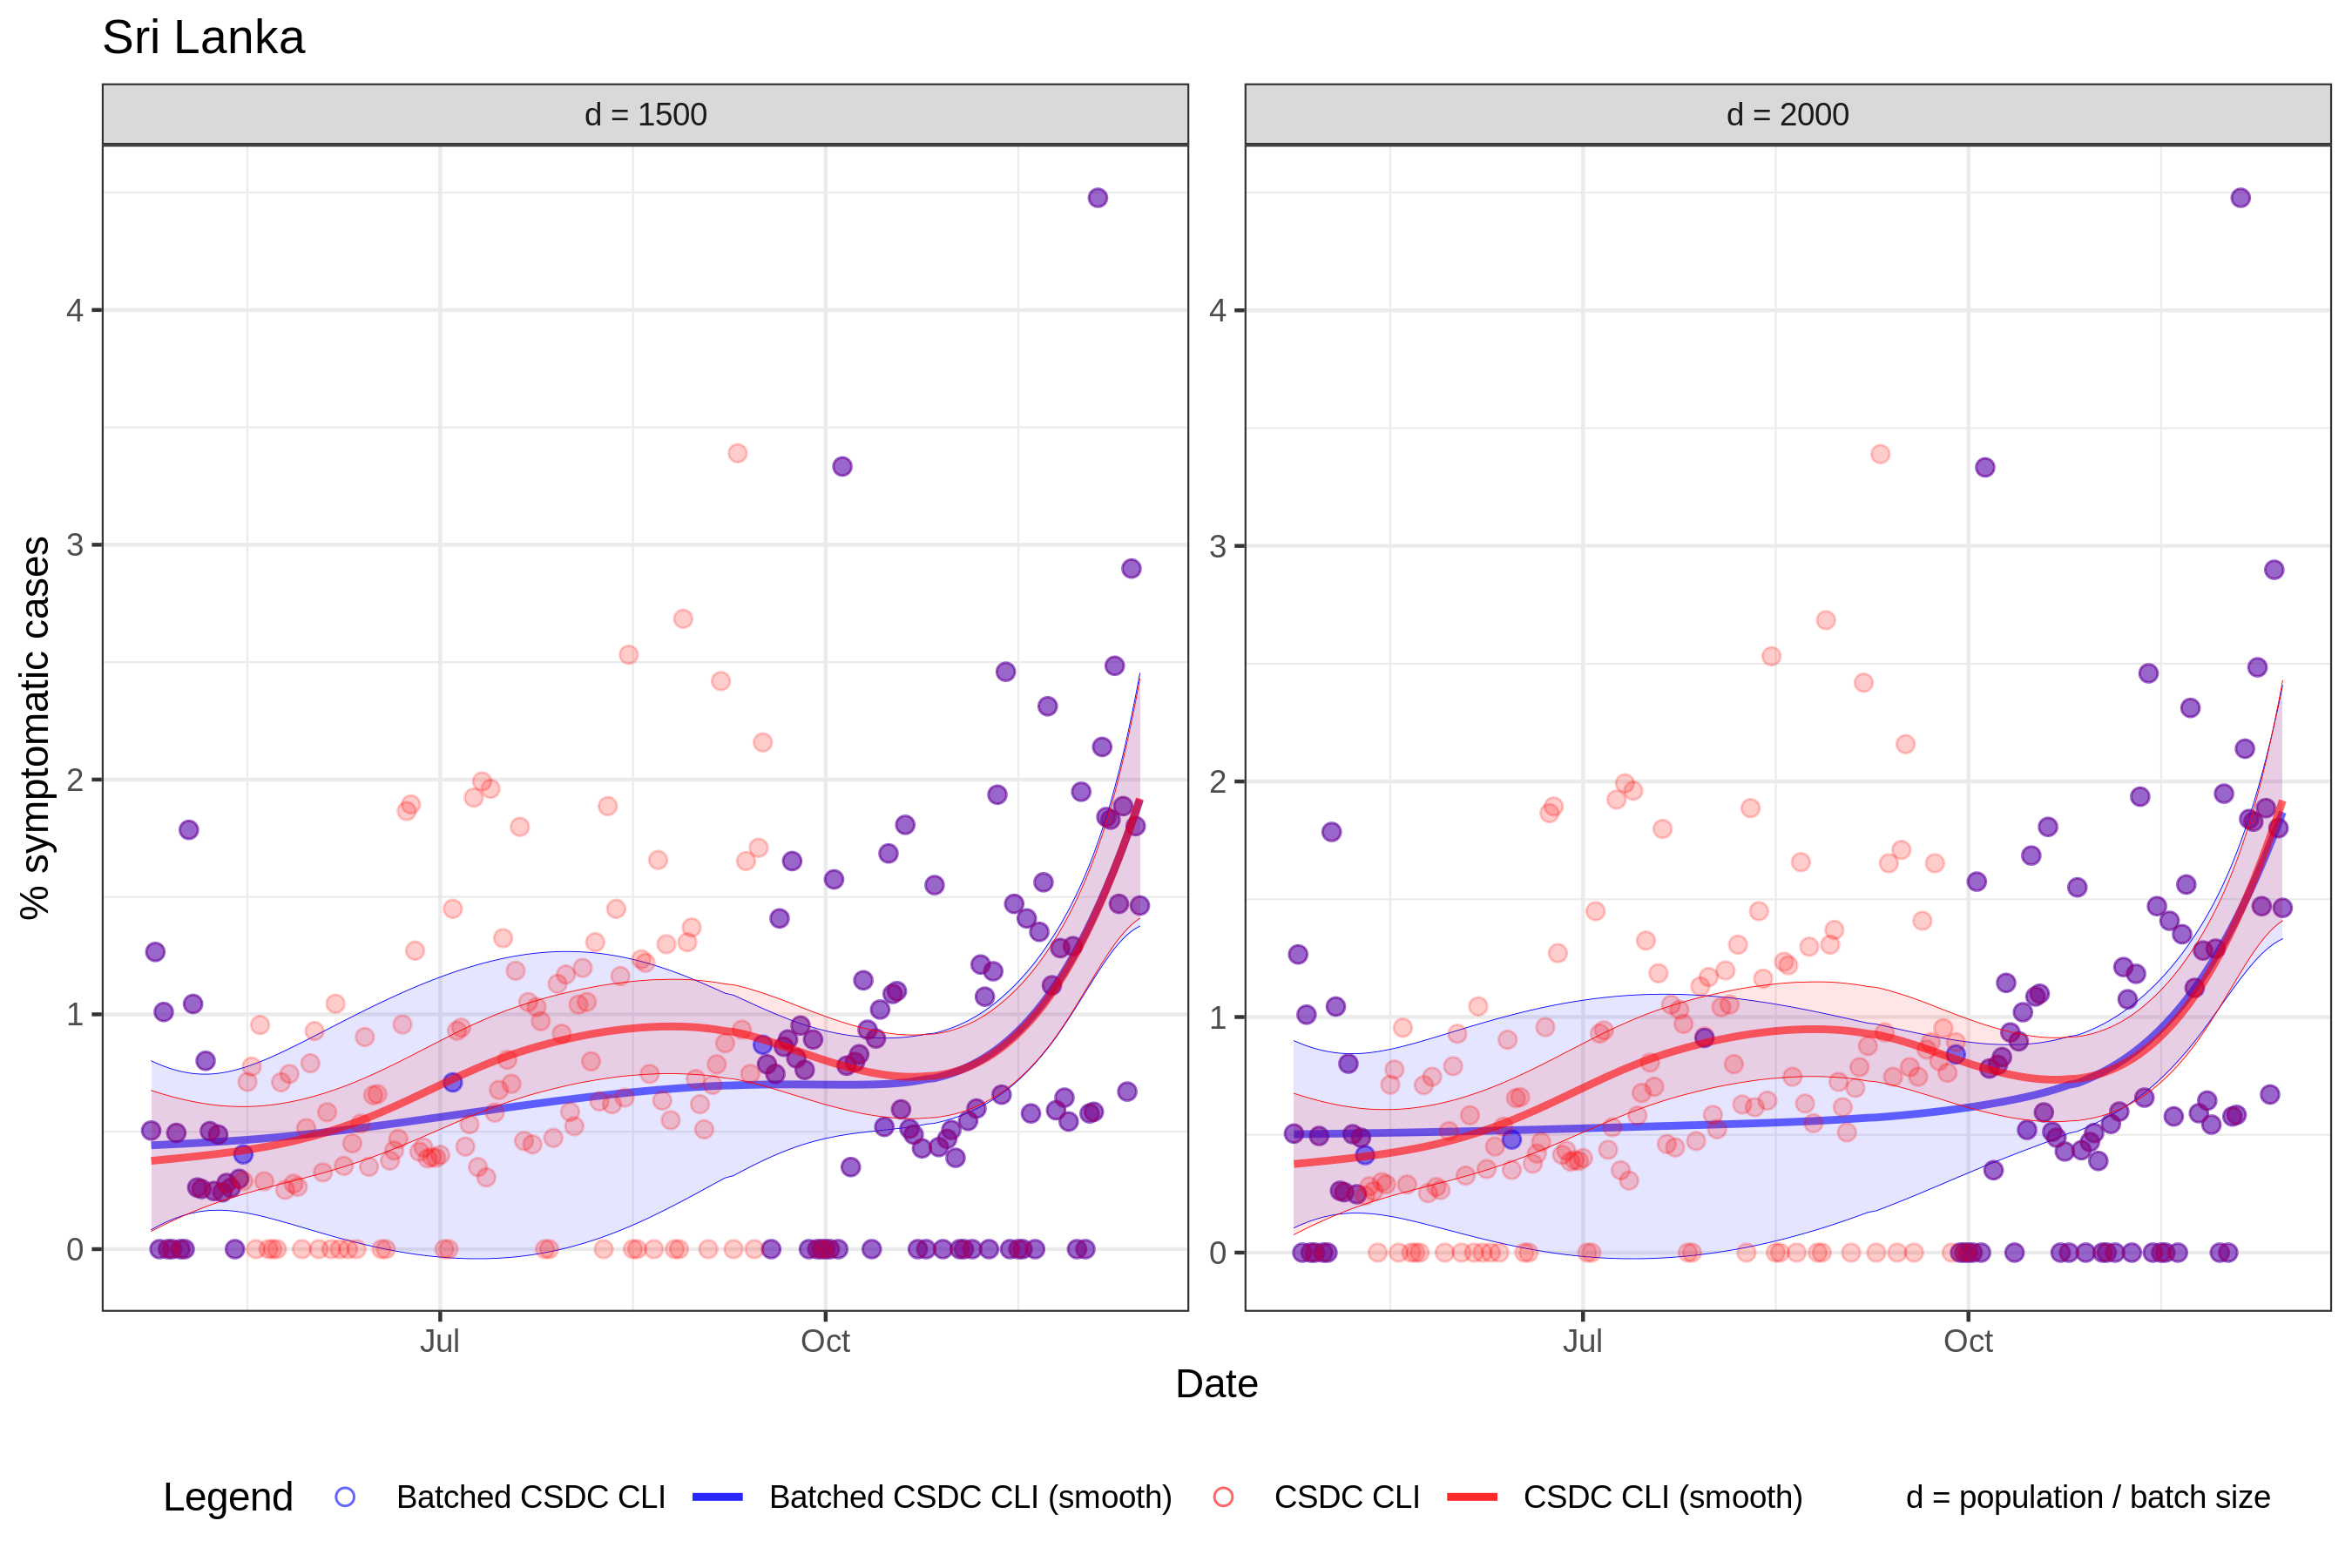 Sri Lanka
d = 1500
d = 2000
% symptomatic cases
4
3
2
1
0
4
3
2
1
0
Jul
Oct
Jul
Oct
Date
Legend
Batched CSDC CLI
Batched CSDC CLI (smooth)
CSDC CLI
CSDC CLI (smooth)
d = population / batch size